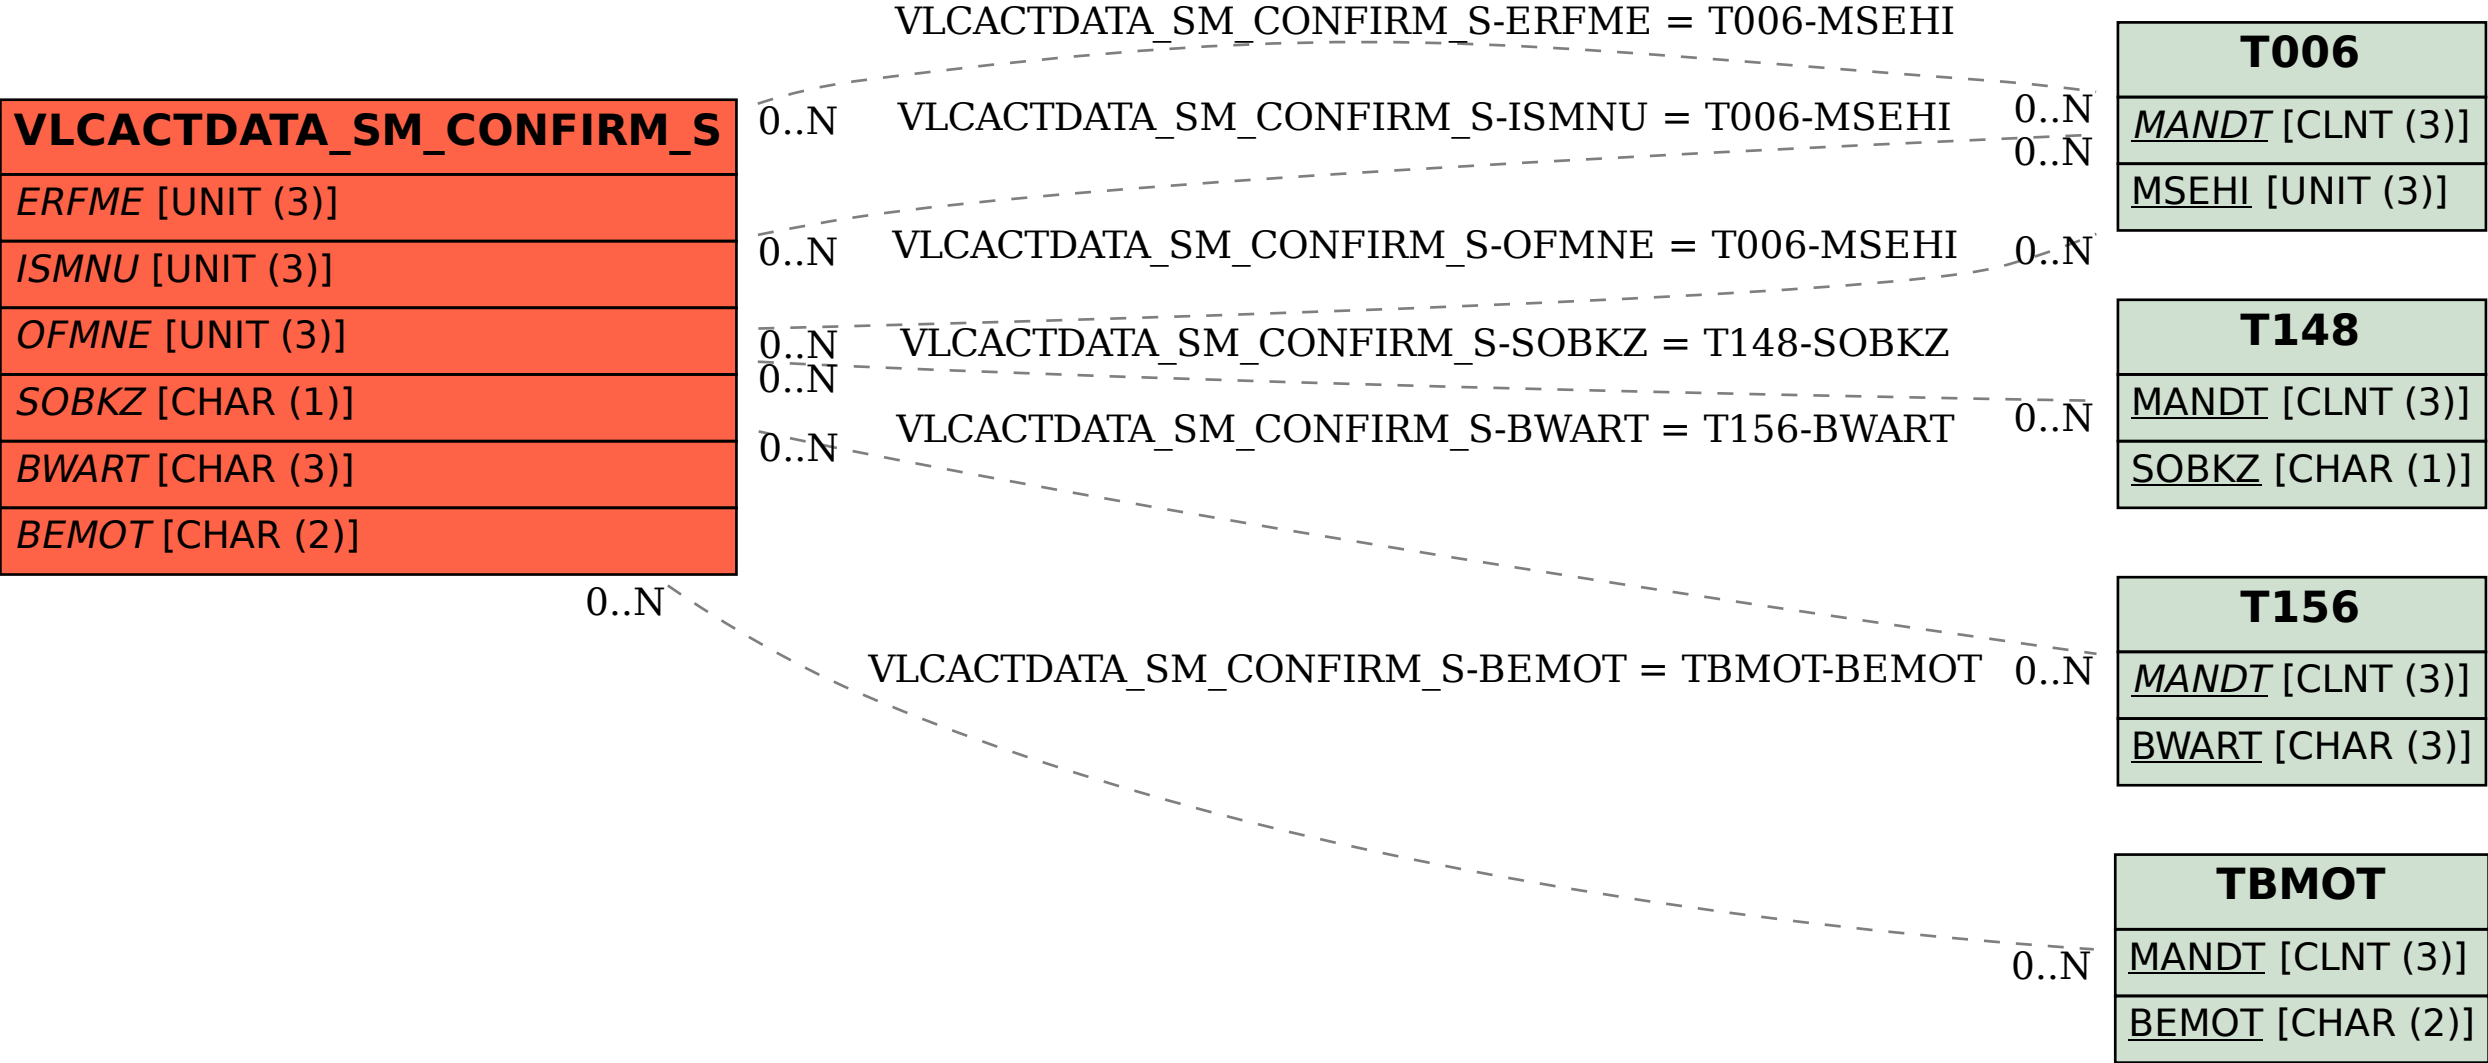 VLCACTDATA_SM_CONFIRM_S
ERFME [UNIT (3)]
ISMNU [UNIT (3)]
OFMNE [UNIT (3)]
SOBKZ [CHAR (1)]
BWART [CHAR (3)]
BEMOT [CHAR (2)]
VLCACTDATA_SM_CONFIRM_S-ERFME = T006-MSEHI
0..N
0..N
VLCACTDATA_SM_CONFIRM_S-ISMNU = T006-MSEHI
0..N
0..N
VLCACTDATA_SM_CONFIRM_S-OFMNE = T006-MSEHI
0..N
0..N
VLCACTDATA_SM_CONFIRM_S-SOBKZ = T148-SOBKZ
0..N
0..N
VLCACTDATA_SM_CONFIRM_S-BWART = T156-BWART
0..N
0..N
VLCACTDATA_SM_CONFIRM_S-BEMOT = TBMOT-BEMOT
0..N
0..N
T006
MANDT [CLNT (3)]
MSEHI [UNIT (3)]
T148
MANDT [CLNT (3)]
SOBKZ [CHAR (1)]
T156
MANDT [CLNT (3)]
BWART [CHAR (3)]
TBMOT
MANDT [CLNT (3)]
BEMOT [CHAR (2)]